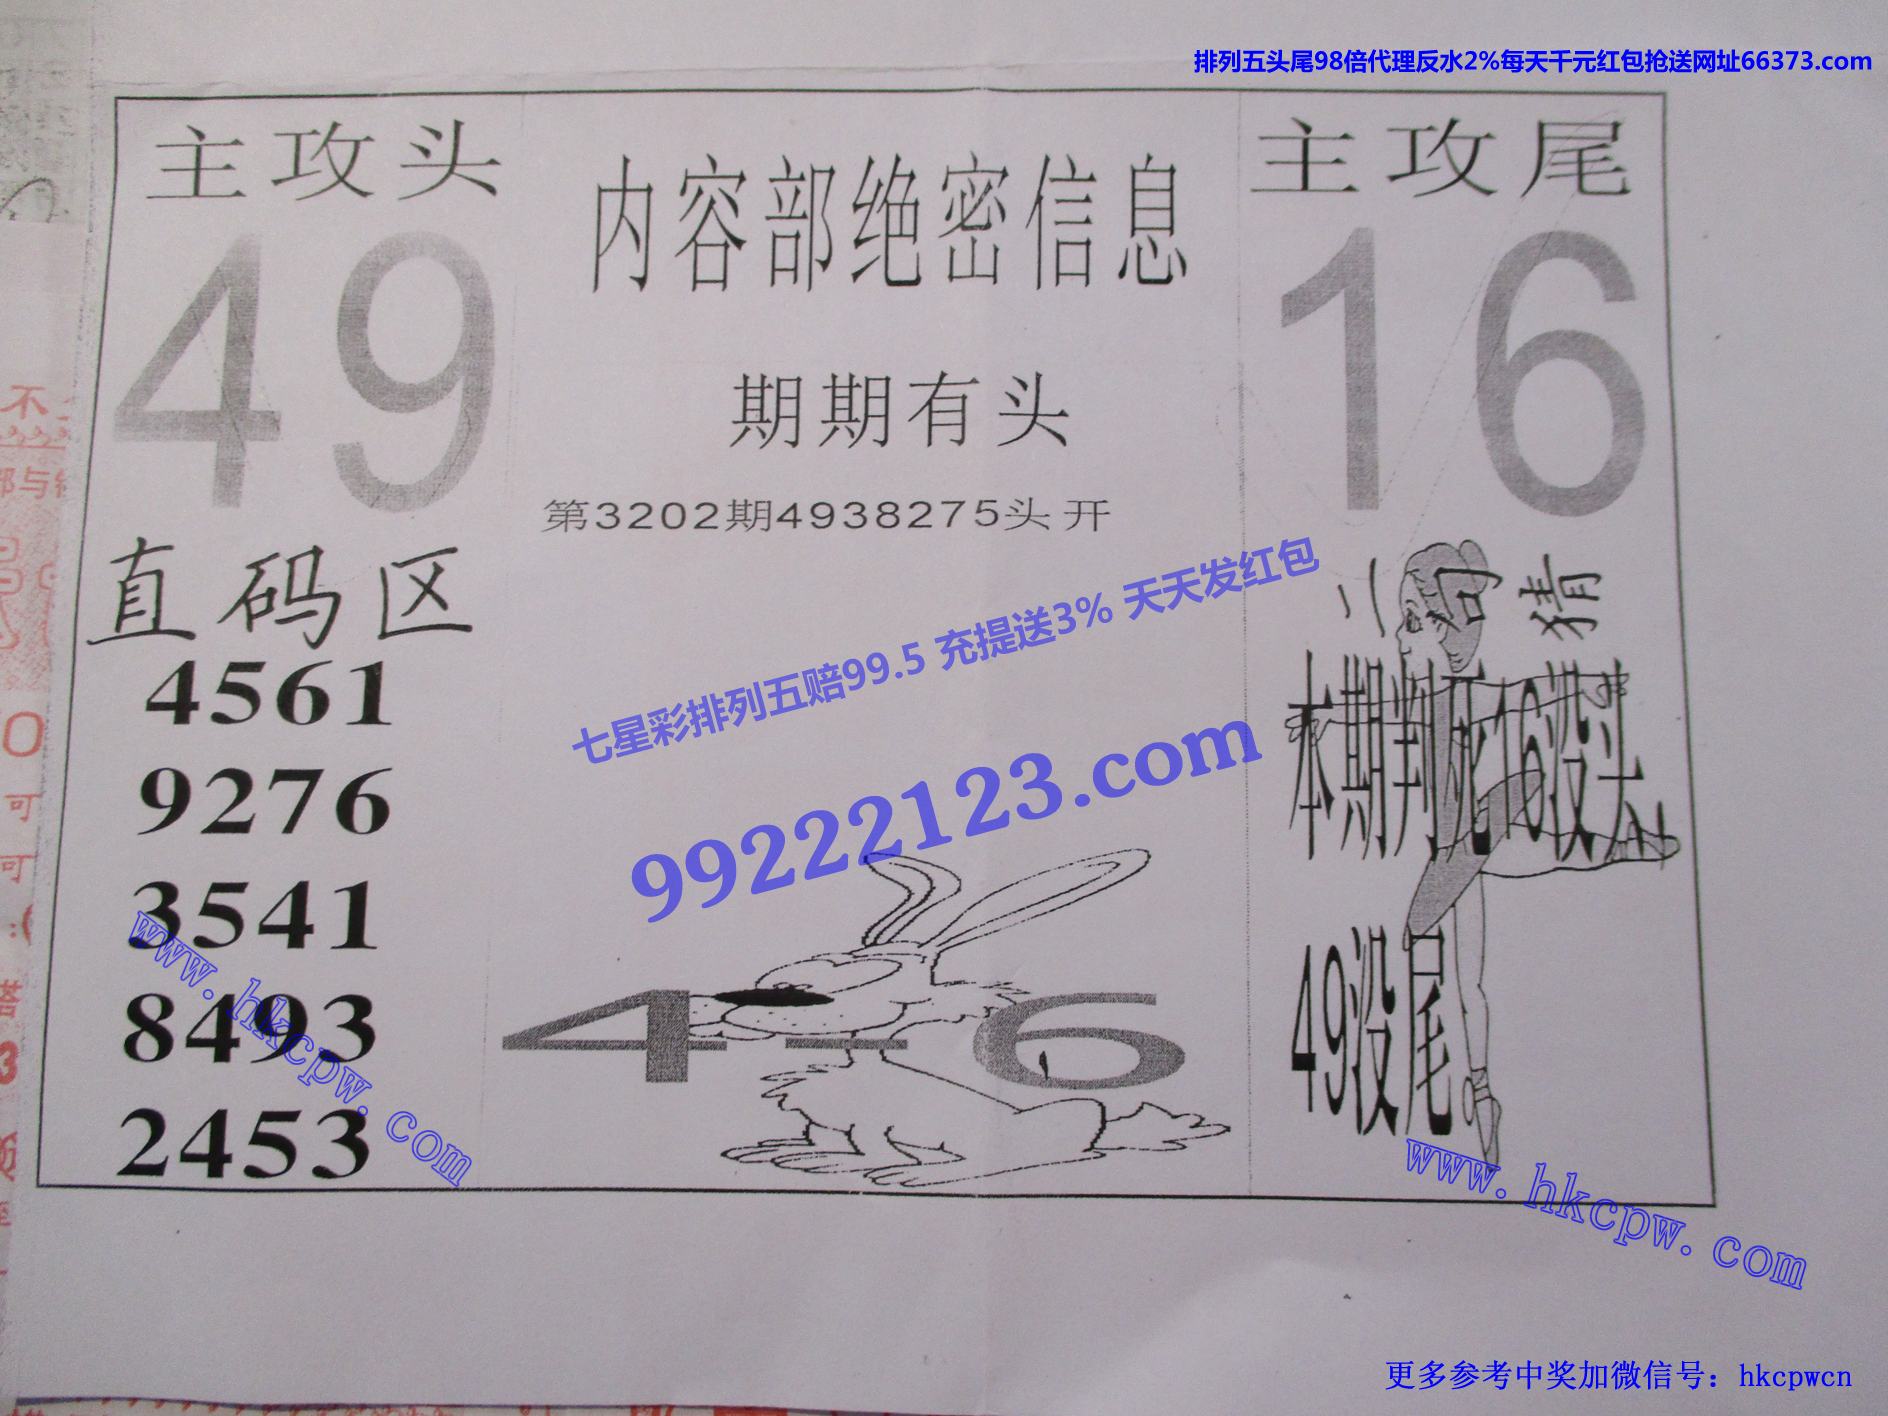 排列五头尾98倍代理反水2%每天千元红包抢送网址66373.com
主攻头
49
内容部绝密信息
期期有头
第3202期4938275头开
主攻尾
16
直码区
4561
9276
3541
8493
2453
七星彩排列五赔99.5 充提送3% 天天发红包
99222123.com
4-6
二句猜
本期判死16没头
49没尾
www.hkcpw.com
www.hkcpw.com
更多参考中奖加微信号：hkcpwcn
不
部与
可
可